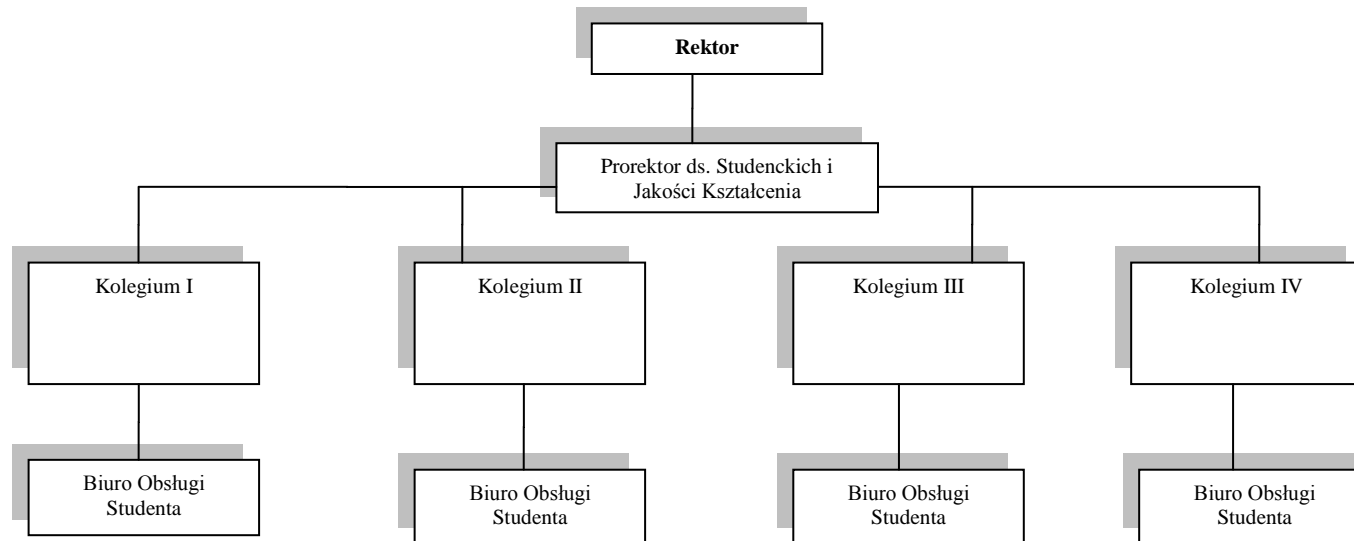 Rektor
Prorektor ds. Studenckich i
Jakości Kształcenia
Kolegium I
Kolegium II
Kolegium III
Kolegium IV
Biuro Obsługi
Studenta
Biuro Obsługi
Studenta
Biuro Obsługi
Studenta
Biuro Obsługi
Studenta